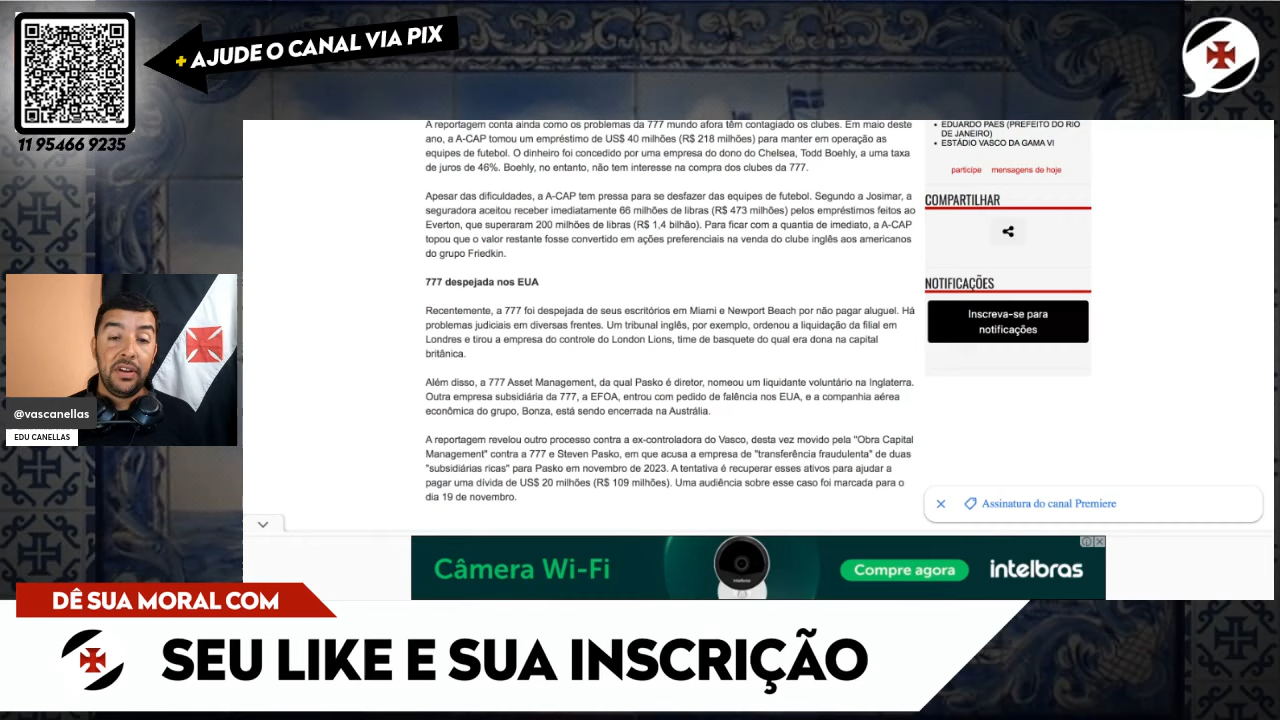 + AJUDE O CANAL VIA PIX
11 95466 9235
A reportagem conta ainda como os problemas da 777 mundo afora têm contagiado os clubes. Em maio deste
ano, a A-CAP tomou um empréstimo de US$ 40 milhões (R$ 218 milhões) para manter em operação as
equipes de futebol. O dinheiro foi concedido por uma empresa do dono do Chelsea, Todd Boehly, a uma taxa
de juros de 46%. Boehly, no entanto, não tem interesse na compra dos clubes da 777.
Apesar das dificuldades, a A-CAP tem pressa para se desfazer das equipes de futebol. Segundo a Josimar, a
seguradora aceitou receber imediatamente 66 milhões de libras (R$ 473 milhões) pelos empréstimos feitos ao
Everton, que superaram 200 milhões de libras (R$ 1,4 bilhão). Para ficar com a quantia de imediato, a A-CAP
topou que o valor restante fosse convertido em ações preferenciais na venda do clube inglês aos americanos
do grupo Friedkin.
777 despejada nos EUA
Recentemente, a 777 foi despejada de seus escritórios em Miami e Newport Beach por não pagar aluguel. Há
problemas judiciais em diversas frentes. Um tribunal inglês, por exemplo, ordenou a liquidação da filial em
Londres e tirou a empresa do controle do London Lions, time de basquete do qual era dona na capital
britânica.
Além disso, a 777 Asset Management, da qual Pasko é diretor, nomeou um liquidante voluntário na Inglaterra.
Outra empresa subsidiária da 777, a EFOA, entrou com pedido de falência nos EUA, e a companhia aérea
econômica do grupo, Bonza, está sendo encerrada na Austrália.
A reportagem revelou outro processo contra a ex-controladora do Vasco, desta vez movido pela "Obra Capital
Management" contra a 777 e Steven Pasko, em que acusa a empresa de "transferência fraudulenta" de duas
"subsidiárias ricas" para Pasko em novembro de 2023. A tentativa é recuperar esses ativos para ajudar a
pagar uma dívida de US$ 20 milhões (R$ 109 milhões). Uma audiência sobre esse caso foi marcada para o
dia 19 de novembro.
EDUARDO PAES (PREFEITO DO RIO
DE JANEIRO)
ESTÁDIO VASCO DA GAMA VI
participe mensagens de hoje
COMPARTILHAR
NOTIFICAÇÕES
Inscreva-se para
notificações
Assinatura do canal Premiere
@vascanellas
EDU CANELLAS
Câmera Wi-Fi
intelbras
Compre agora
intelbras
DÊ SUA MORAL COM
SEU LIKE E SUA INSCRIÇÃO